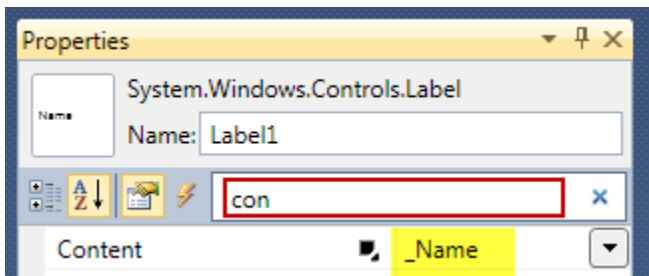 Properties
System.Windows.Controls.Label
Name
Name: Label1
A
Z
con
Content _Name